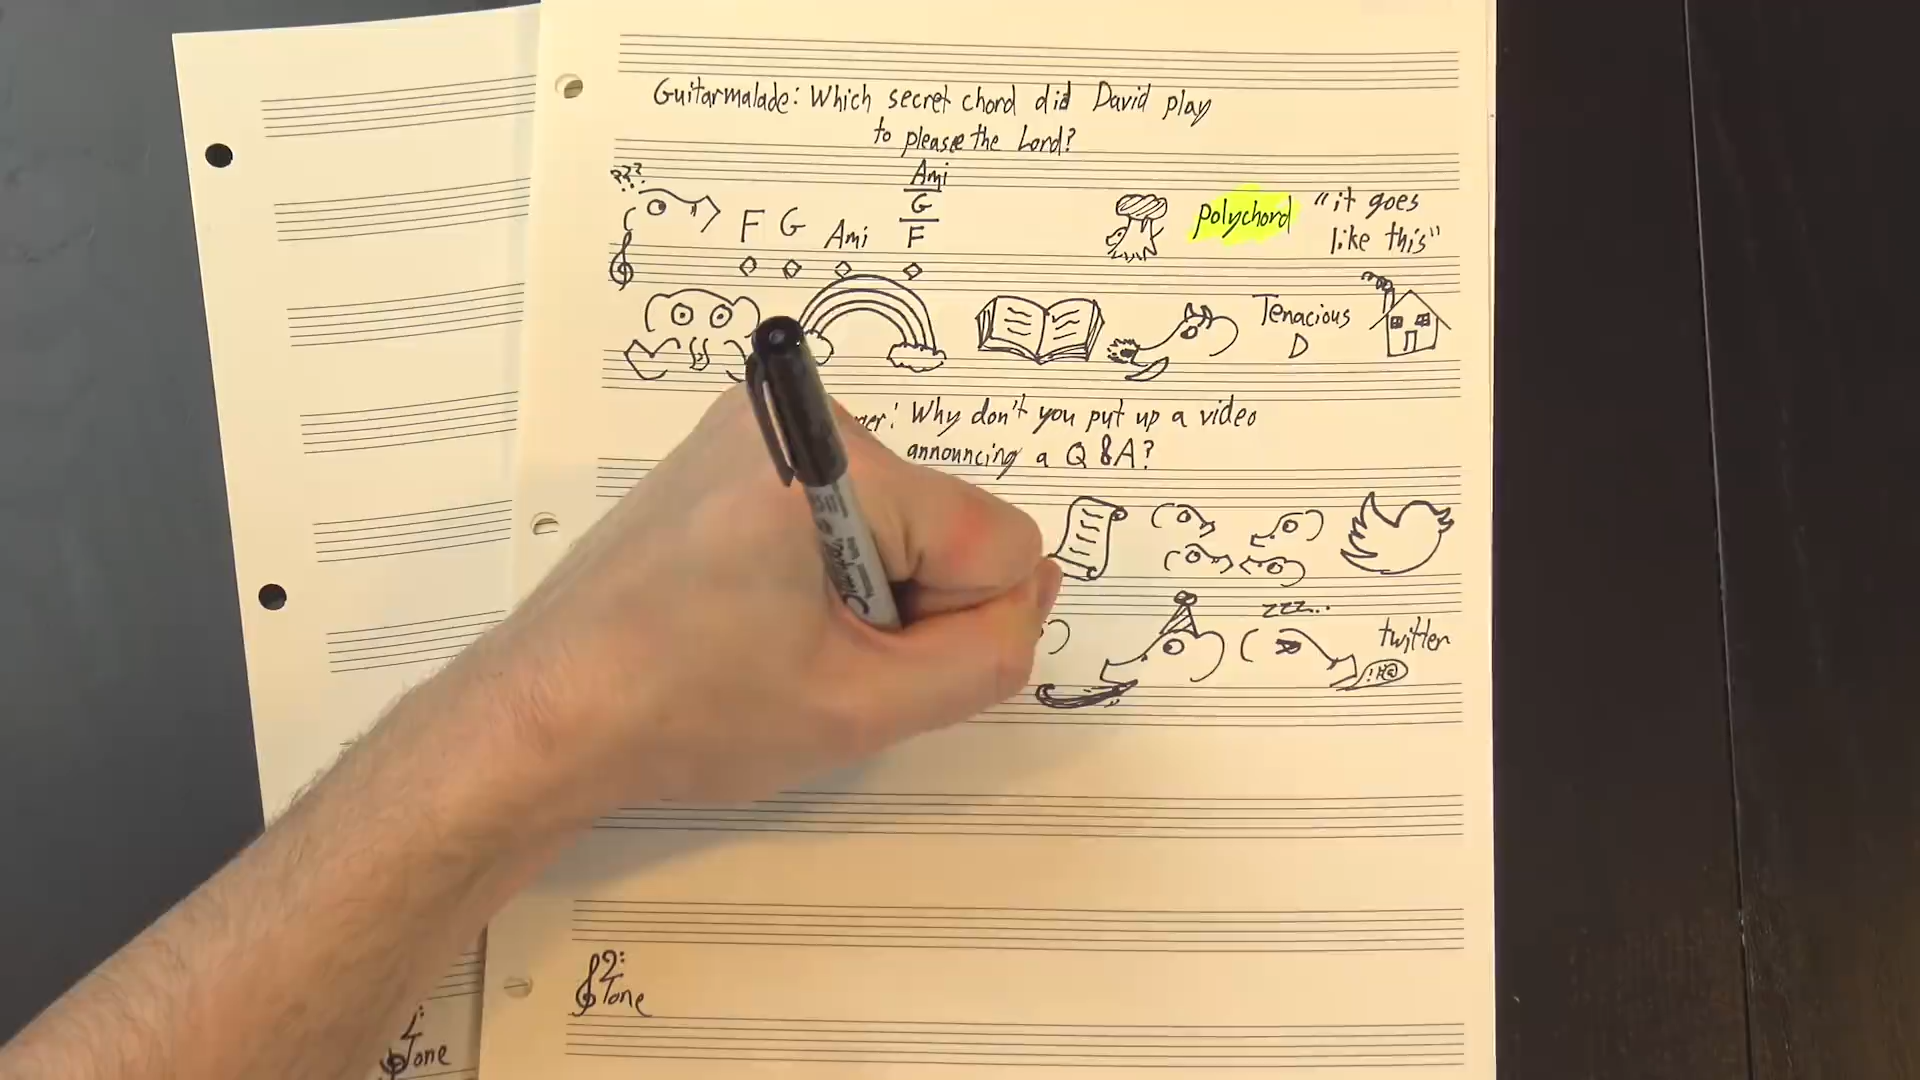 Guitarmalade: Which secret chord did David play
to please the Lord?
???
F G Ami
Ami
G
F
polychord
"it goes
like this"
Tenacious
D
Why don't you put up a video
announcing a Q&A?
zzz...
twitter
!#@
Tone
Tone